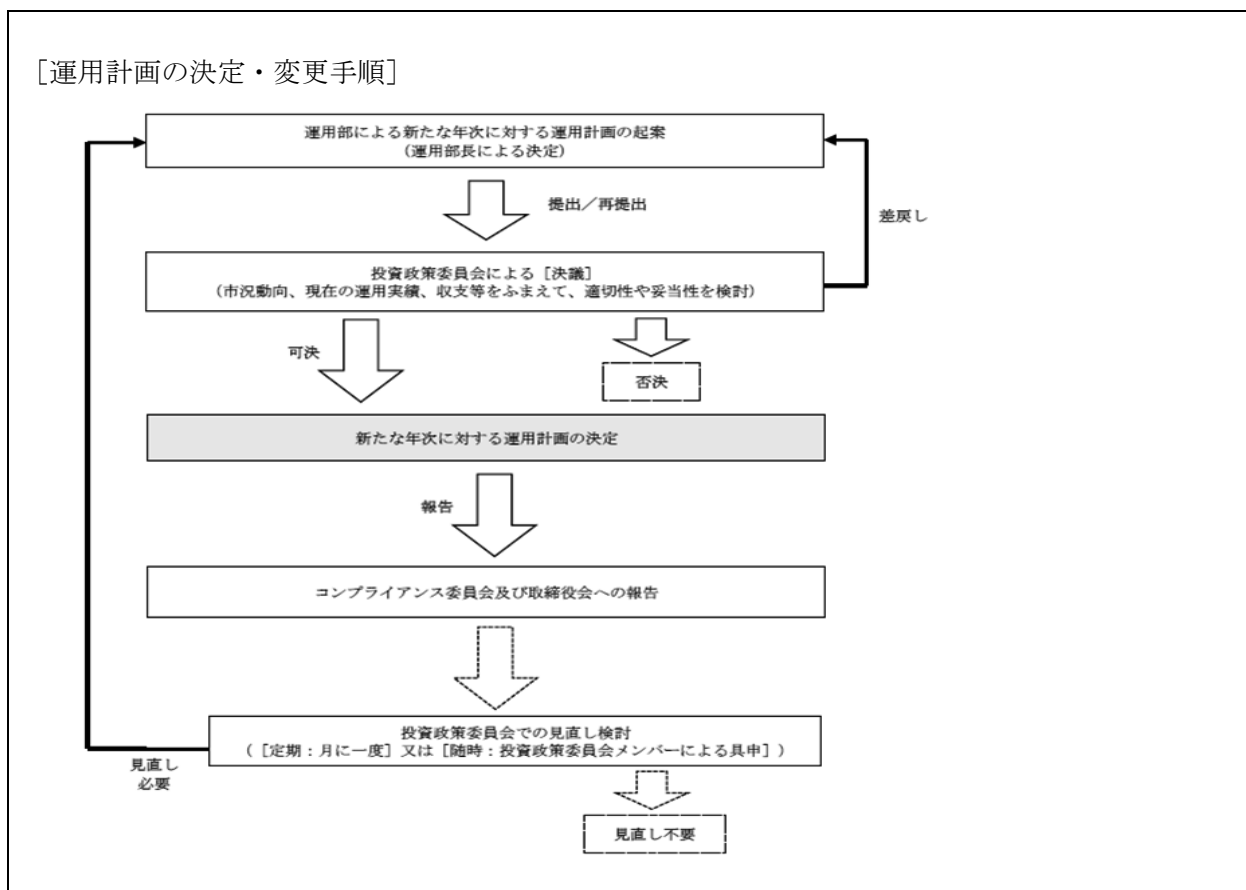 ［運用計画の決定・変更手順］
運用部による新たな年次に対する運用計画の起案
（運用部長による決定）
提出／再提出
差戻し
投資政策委員会による［決議］
（市況動向、現在の運用実績、収支等をふまえて、適切性や妥当性を検討）
可決
否決
新たな年次に対する運用計画の決定
報告
コンプライアンス委員会及び取締役会への報告
投資政策委員会での見直し検討
（［定期：月に一度］又は［随時：投資政策委員会メンバーによる具申］）
見直し
必要
見直し不要